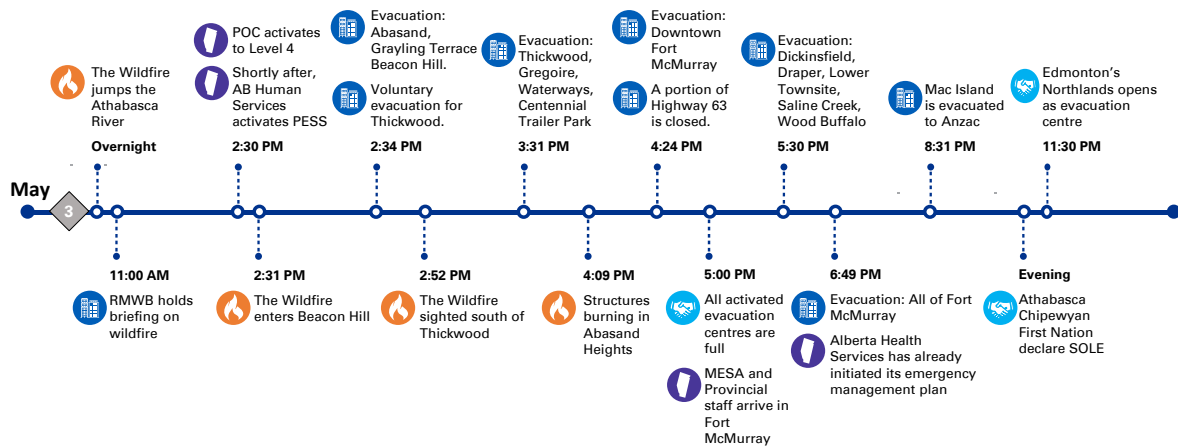 POC activates
to Level 4
Shortly after,
AB Human
Services
activates PESS
2:30 PM
The Wildfire
jumps the
Athabasca
River
Overnight
Evacuation:
Abasand,
Grayling Terrace
Beacon Hill.
Voluntary
evacuation for
Thickwood.
2:34 PM
Evacuation:
Thickwood,
Gregoire,
Waterways,
Centennial
Trailer Park
3:31 PM
Evacuation:
Downtown
Fort
McMurray
A portion of
Highway 63
is closed.
4:24 PM
Evacuation:
Dickinsfield,
Draper, Lower
Townsite,
Saline Creek,
Wood Buffalo
5:30 PM
Mac Island
is evacuated
to Anzac
8:31 PM
Edmonton's
Northlands opens
as evacuation
centre
11:30 PM
May
3
11:00 AM
RMWB holds
briefing on
wildfire
2:31 PM
The Wildfire
enters Beacon Hill
2:52 PM
The Wildfire
sighted south of
Thickwood
4:09 PM
Structures
burning in
Abasand
Heights
5:00 PM
All activated
evacuation
centres are
full
MESA and
Provincial
staff arrive in
Fort
McMurray
6:49 PM
Evacuation: All of Fort
McMurray
Alberta Health
Services has already
initiated its emergency
management plan
Evening
Athabasca
Chipewyan
First Nation
declare SOLE